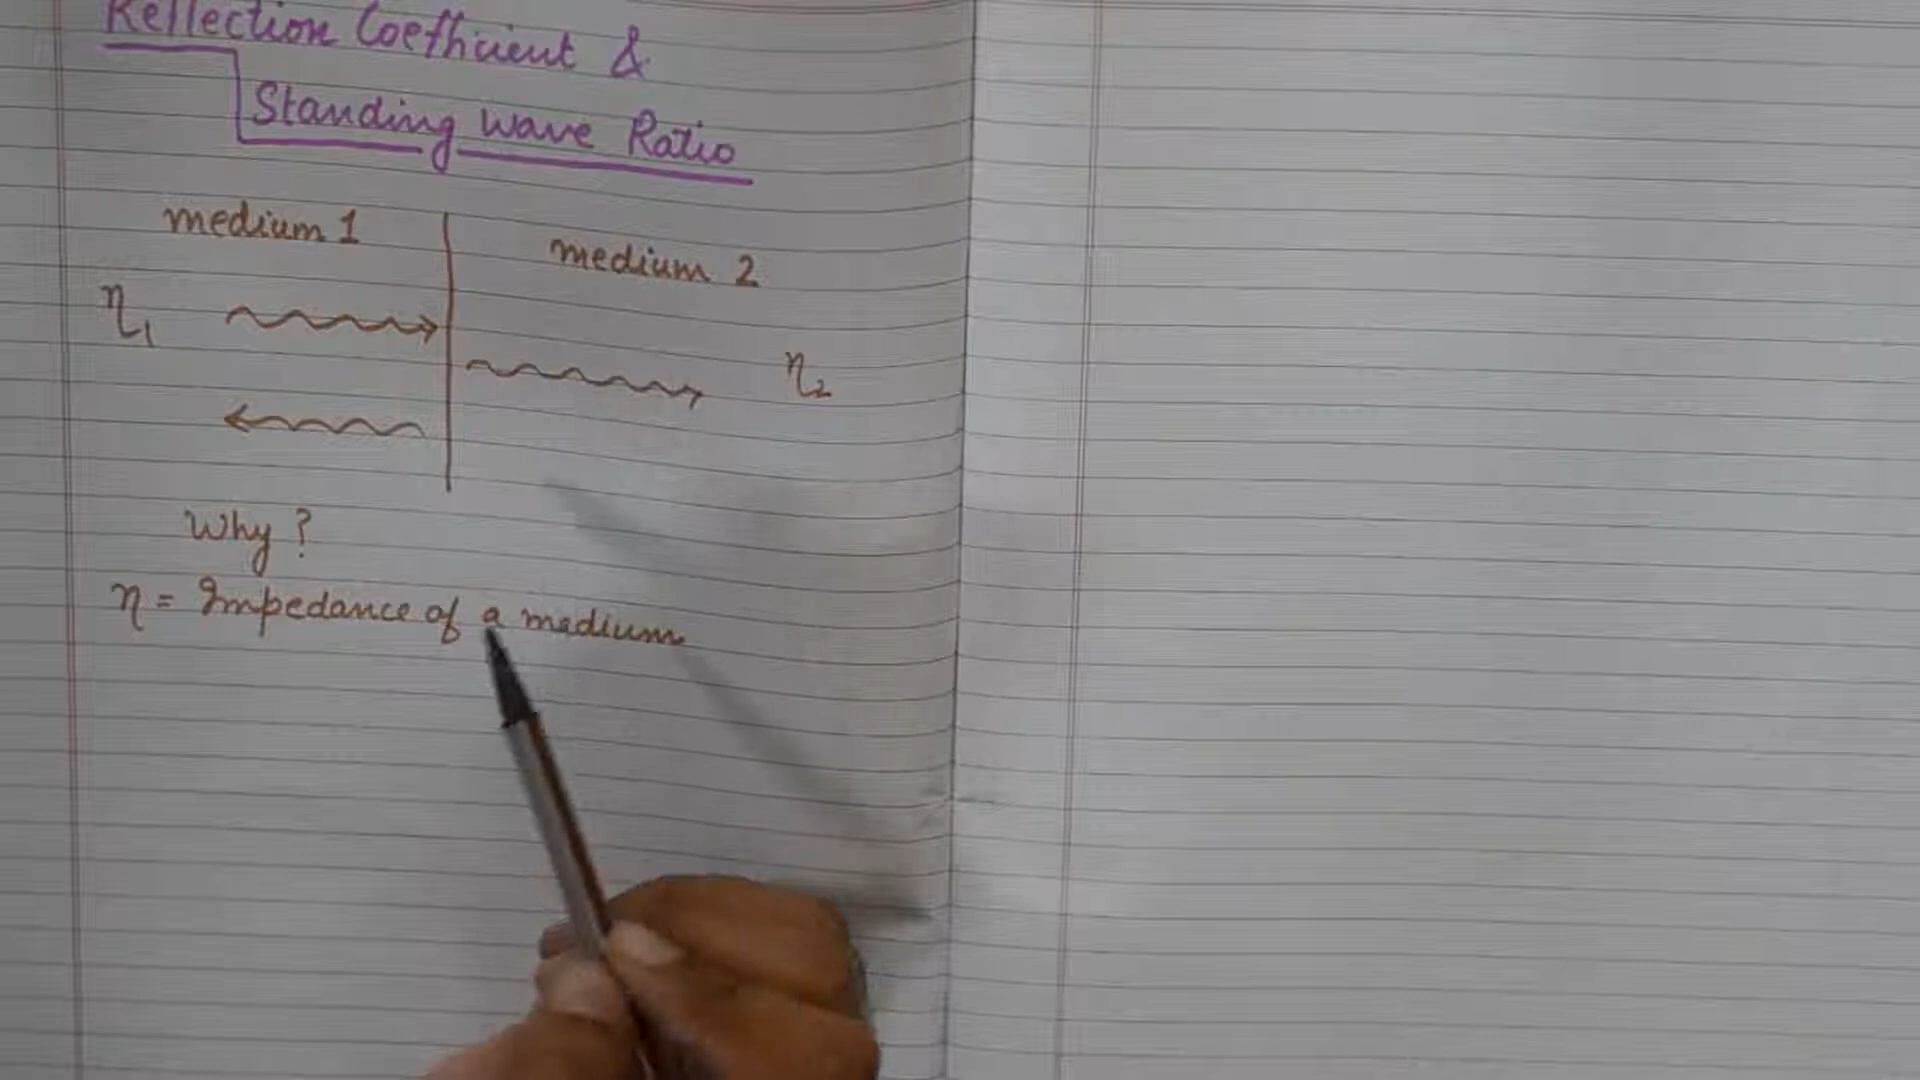 Reflection Coefficient &
Standing Wave Ratio
medium 1
medium 2
η1
η2
Why?
η = Impedance of a medium